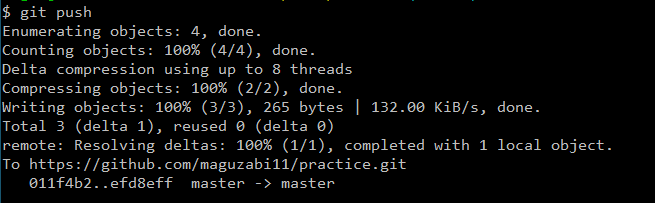 $ git push
Enumerating objects: 4, done.
Counting objects: 100% (4/4), done.
Delta compression using up to 8 threads
Compressing objects: 100% (2/2), done.
Writing objects: 100% (3/3), 265 bytes | 132.00 KiB/s, done.
Total 3 (delta 1), reused 0 (delta 0)
remote: Resolving deltas: 100% (1/1), completed with 1 local object.
To https://github.com/maguzabi11/practice.git
   011f4b2..efd8eff  master -> master